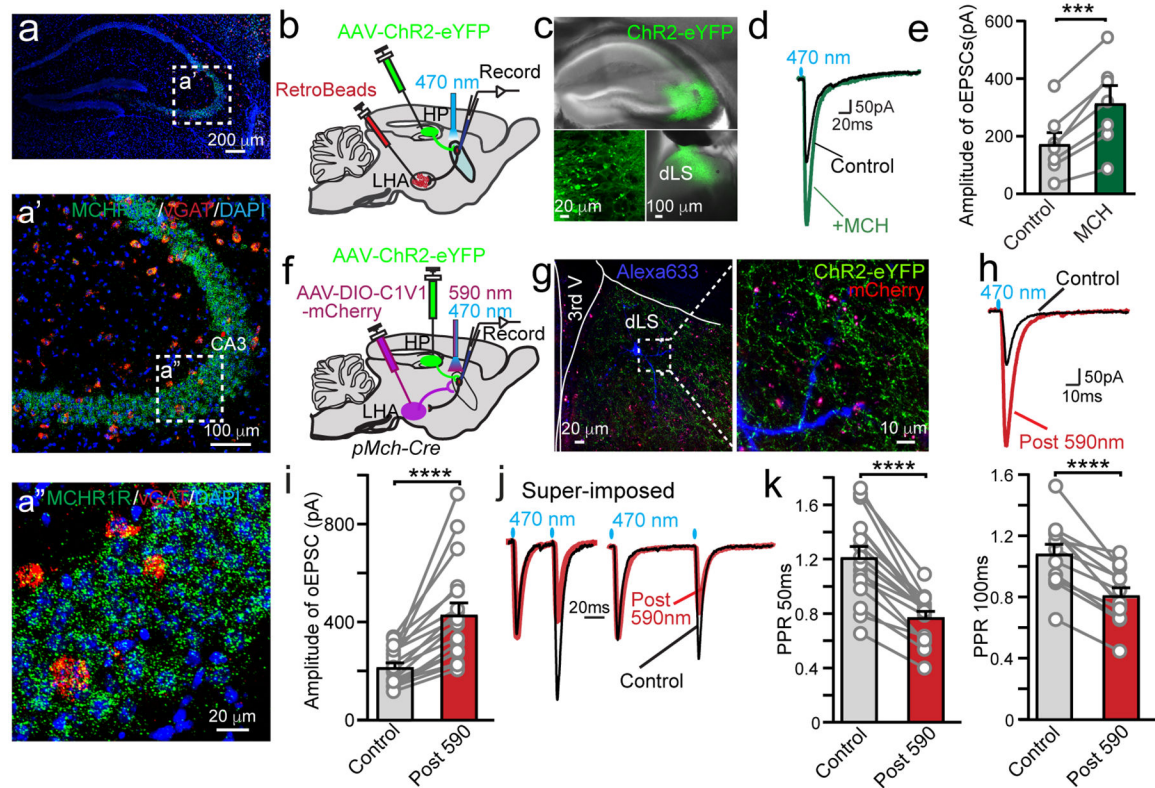 a
a'
200 µm
b
AAV-ChR2-eYFP
RetroBeads
470 nm
Record
HP
LHA
c
ChR2-eYFP
20 µm
dLS
100 µm
d
470 nm
50pA
20ms
Control
+MCH
e
***
Amplitude of oEPSCs(pA)
600
400
200
0
Control
MCH
a'
MCHR1R/vGAT/DAPI
CA3
a"
100 µm
f
AAV-ChR2-eYFP
AAV-DIO-C1V1
-mCherry
590 nm
470 nm
Record
HP
LHA
pMch-Cre
g
Alexa633
3rd V
dLS
20 µm
ChR2-eYFP
mCherry
10 µm
h
470 nm
Control
50pA
10ms
Post 590nm
a"
MCHR1R/vGAT/DAPI
20 µm
i
****
Amplitude of oEPSC (pA)
800
400
0
Control
Post 590
j
Super-imposed
470 nm
470 nm
20ms
Post
590nm
Control
k
****
PPR 50ms
1.6
1.2
0.8
0.4
0
Control
Post 590
****
PPR 100ms
1.6
1.2
0.8
0.4
0
Control
Post 590